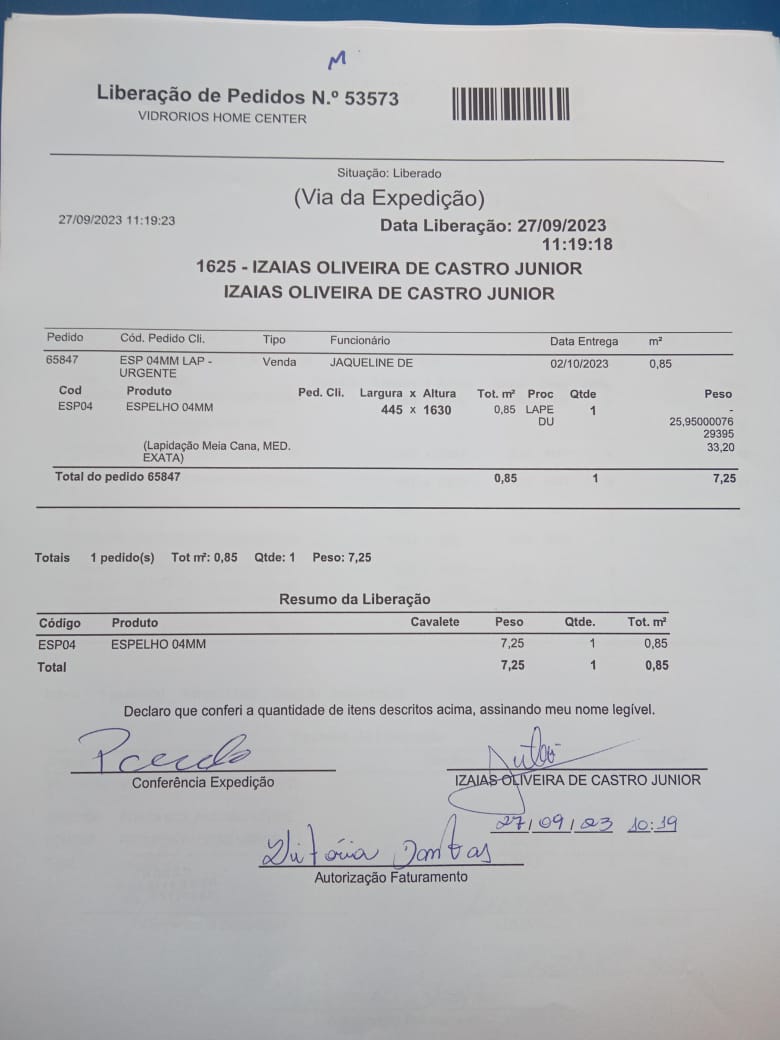 M
Liberação de Pedidos N.º 53573
VIDRORIOS HOME CENTER
Situação: Liberado
(Via da Expedição)
27/09/2023 11:19:23
Data Liberação: 27/09/2023
11:19:18
1625 - IZAIAS OLIVEIRA DE CASTRO JUNIOR
IZAIAS OLIVEIRA DE CASTRO JUNIOR
Pedido Cód. Pedido Cli. Tipo Funcionário Data Entrega m²
65847 ESP 04MM LAP - Venda JAQUELINE DE 02/10/2023 0,85
URGENTE
Cod Produto Ped. Cli. Largura x Altura Tot. m² Proc Qtde Peso
ESP04 ESPELHO 04MM 445 x 1630 0,85 LAPE 1 -
DU 25,95000076
29395
(Lapidação Meia Cana, MED. 33,20
EXATA)
Total do pedido 65847 0,85 1 7,25
Totais 1 pedido(s) Tot m²: 0,85 Qtde: 1 Peso: 7,25
Resumo da Liberação
Código Produto Cavalete Peso Qtde. Tot. m²
ESP04 ESPELHO 04MM 7,25 1 0,85
Total 7,25 1 0,85
Declaro que conferi a quantidade de itens descritos acima, assinando meu nome legível.
Conferência Expedição
IZAIAS OLIVEIRA DE CASTRO JUNIOR
27/09/23 10:19
Vitória Dantas
Autorização Faturamento